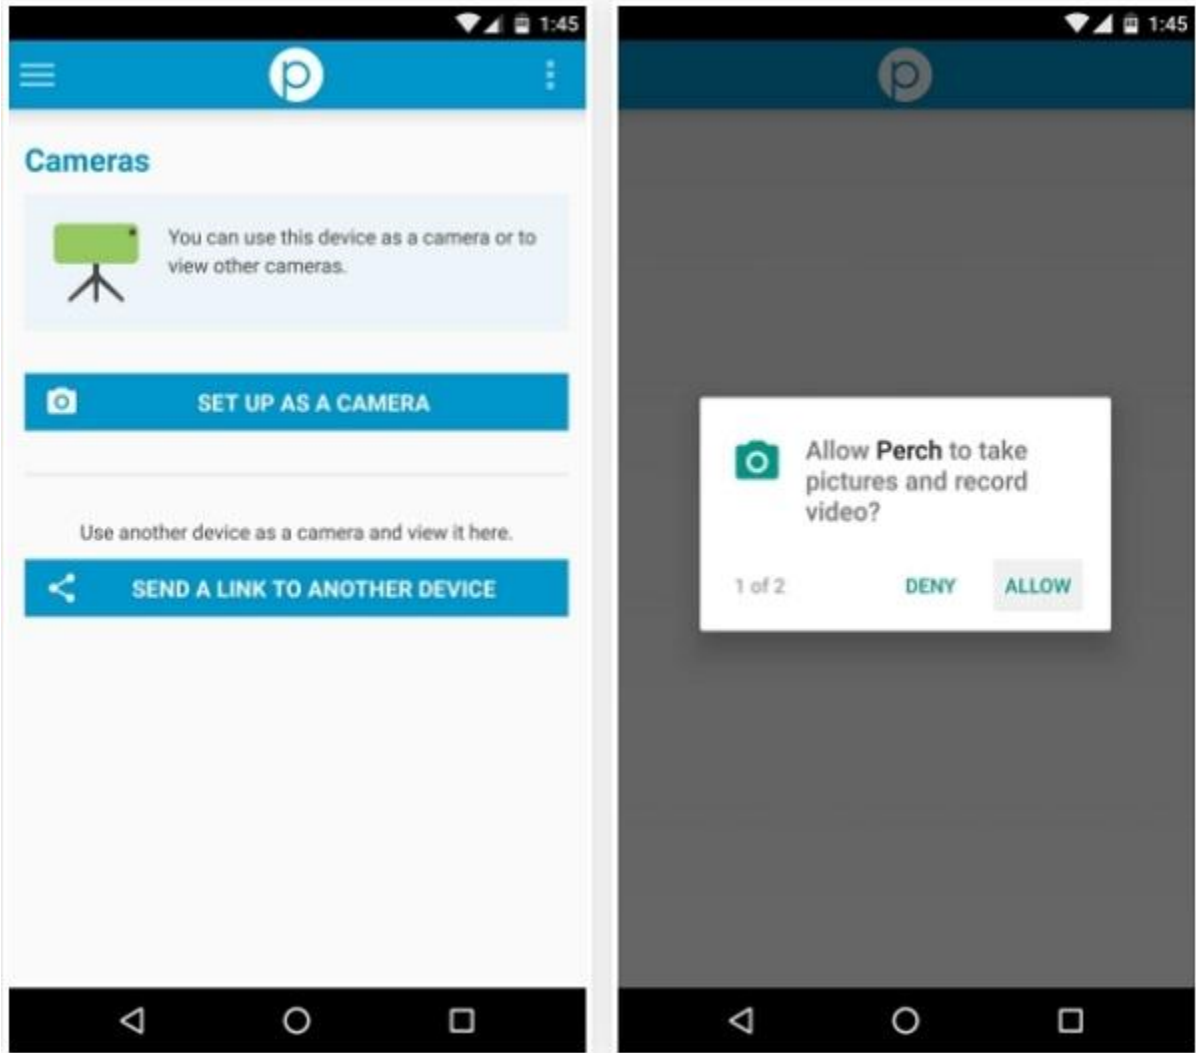 1:45
p
Cameras
You can use this device as a camera or to
view other cameras.
SET UP AS A CAMERA
Use another device as a camera and view it here.
SEND A LINK TO ANOTHER DEVICE
1:45
p
Allow Perch to take
pictures and record
video?
1 of 2 DENY ALLOW